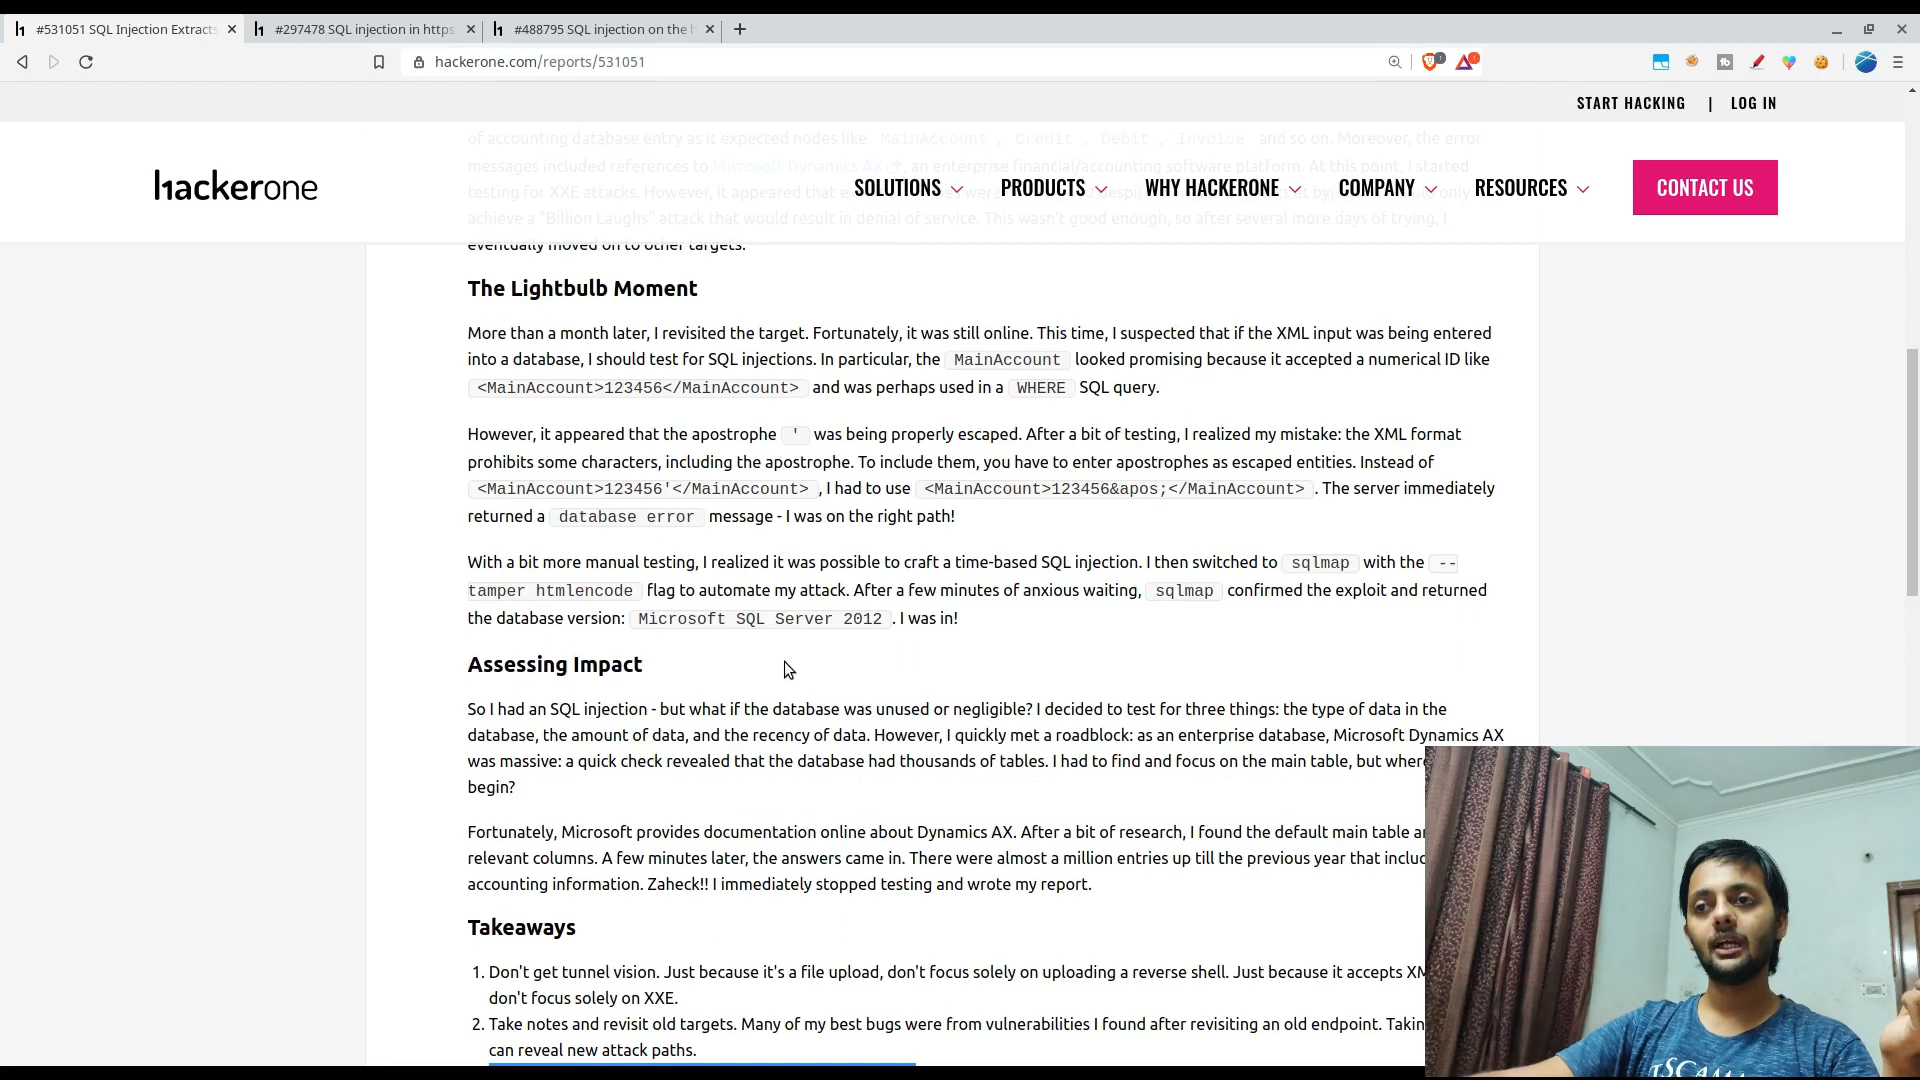 #531051 SQL Injection Extracts
#297478 SQL injection in https:
#488795 SQL injection on the h
hackerone.com/reports/531051
START HACKING | LOG IN
of accounting database entry as it expected nodes like MainAccount , Credit , Debit , Invoice and so on. Moreover, the error
messages included references to Microsoft Dynamics AX , an enterprise financial/accounting software platform. At this point, I started
hackerone
SOLUTIONS
PRODUCTS
WHY HACKERONE
COMPANY
RESOURCES
CONTACT US
testing for XXE attacks. However, it appeared that
achieve a "Billion Laughs" attack that would result in denial of service. This wasn't good enough, so after several more days of trying, I
eventually moved on to other targets.
The Lightbulb Moment
More than a month later, I revisited the target. Fortunately, it was still online. This time, I suspected that if the XML input was being entered
into a database, I should test for SQL injections. In particular, the MainAccount looked promising because it accepted a numerical ID like
<MainAccount>123456</MainAccount> and was perhaps used in a WHERE SQL query.
However, it appeared that the apostrophe ' was being properly escaped. After a bit of testing, I realized my mistake: the XML format
prohibits some characters, including the apostrophe. To include them, you have to enter apostrophes as escaped entities. Instead of
<MainAccount>123456'</MainAccount> , I had to use <MainAccount>123456&apos;</MainAccount> . The server immediately
returned a database error message - I was on the right path!
With a bit more manual testing, I realized it was possible to craft a time-based SQL injection. I then switched to sqlmap with the --
tamper htmlencode flag to automate my attack. After a few minutes of anxious waiting, sqlmap confirmed the exploit and returned
the database version: Microsoft SQL Server 2012 . I was in!
Assessing Impact
So I had an SQL injection - but what if the database was unused or negligible? I decided to test for three things: the type of data in the
database, the amount of data, and the recency of data. However, I quickly met a roadblock: as an enterprise database, Microsoft Dynamics AX
was massive: a quick check revealed that the database had thousands of tables. I had to find and focus on the main table, but where
begin?
Fortunately, Microsoft provides documentation online about Dynamics AX. After a bit of research, I found the default main table an
relevant columns. A few minutes later, the answers came in. There were almost a million entries up till the previous year that inclu
accounting information. Zaheck!! I immediately stopped testing and wrote my report.
Takeaways
1. Don't get tunnel vision. Just because it's a file upload, don't focus solely on uploading a reverse shell. Just because it accepts XM
don't focus solely on XXE.
2. Take notes and revisit old targets. Many of my best bugs were from vulnerabilities I found after revisiting an old endpoint. Takin
can reveal new attack paths.